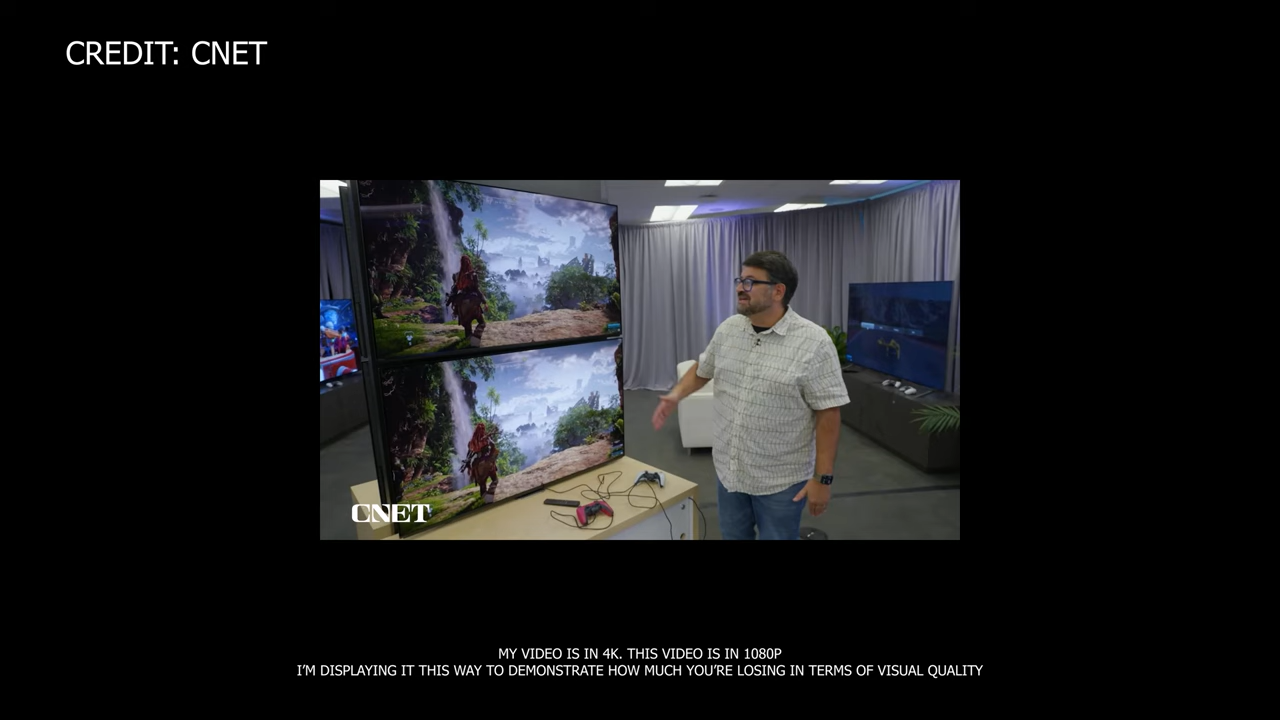 CREDIT: CNET
CNET
MY VIDEO IS IN 4K. THIS VIDEO IS IN 1080P
I'M DISPLAYING IT THIS WAY TO DEMONSTRATE HOW MUCH YOU'RE LOSING IN TERMS OF VISUAL QUALITY